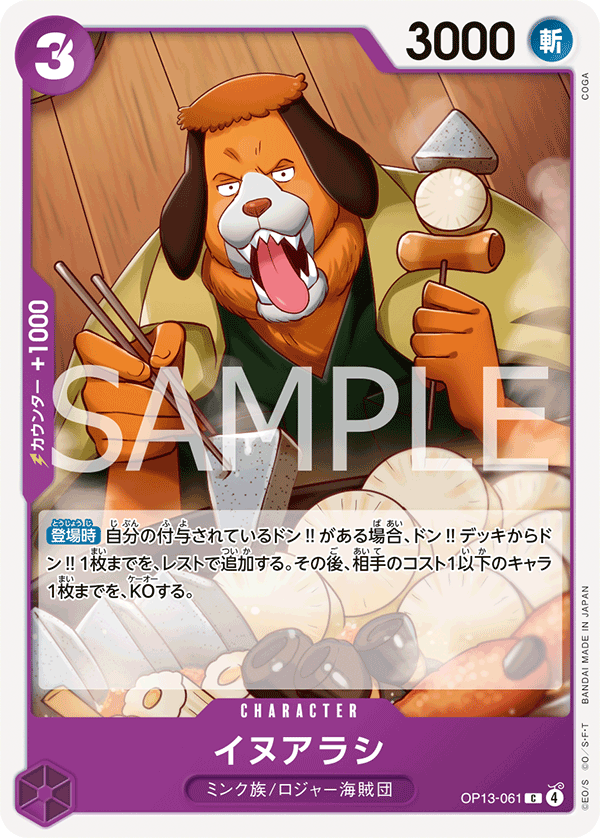 3
3000
斬
COGA
カウンター +1000
SAMPLE
登場時 自分の付与されているドン!!がある場合、ドン!!デッキからド
ン!!1枚までを、レストで追加する。その後、相手のコスト1以下のキャラ
1枚までを、KOする。
CHARACTER
イヌアラシ
ミンク族/ロジャー海賊団
OP13-061 C 4
©E.O/S ©O/S・F・T BANDAI MADE IN JAPAN